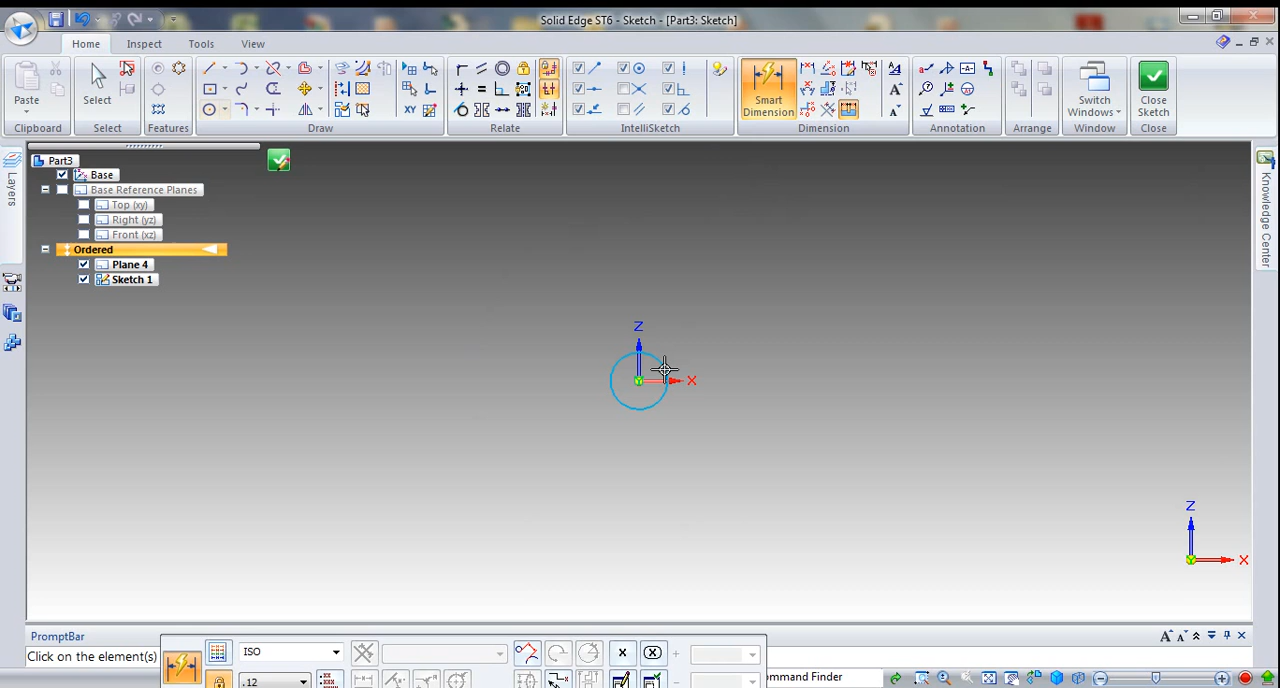 Solid Edge ST6 - Sketch - [Part3: Sketch]
Home Inspect Tools View
Paste
Select
Smart Dimension
Switch Windows
Close Sketch
Clipboard Select Features Draw Relate IntelliSketch Dimension Annotation Arrange Window Close
Part3
Base
Base Reference Planes
Top (xy)
Right (yz)
Front (xz)
Ordered
Plane 4
Sketch 1
Layers
Knowledge Center
Z
X
Z
X
PromptBar
Click on the element(s)
ISO
.12
ommand Finder